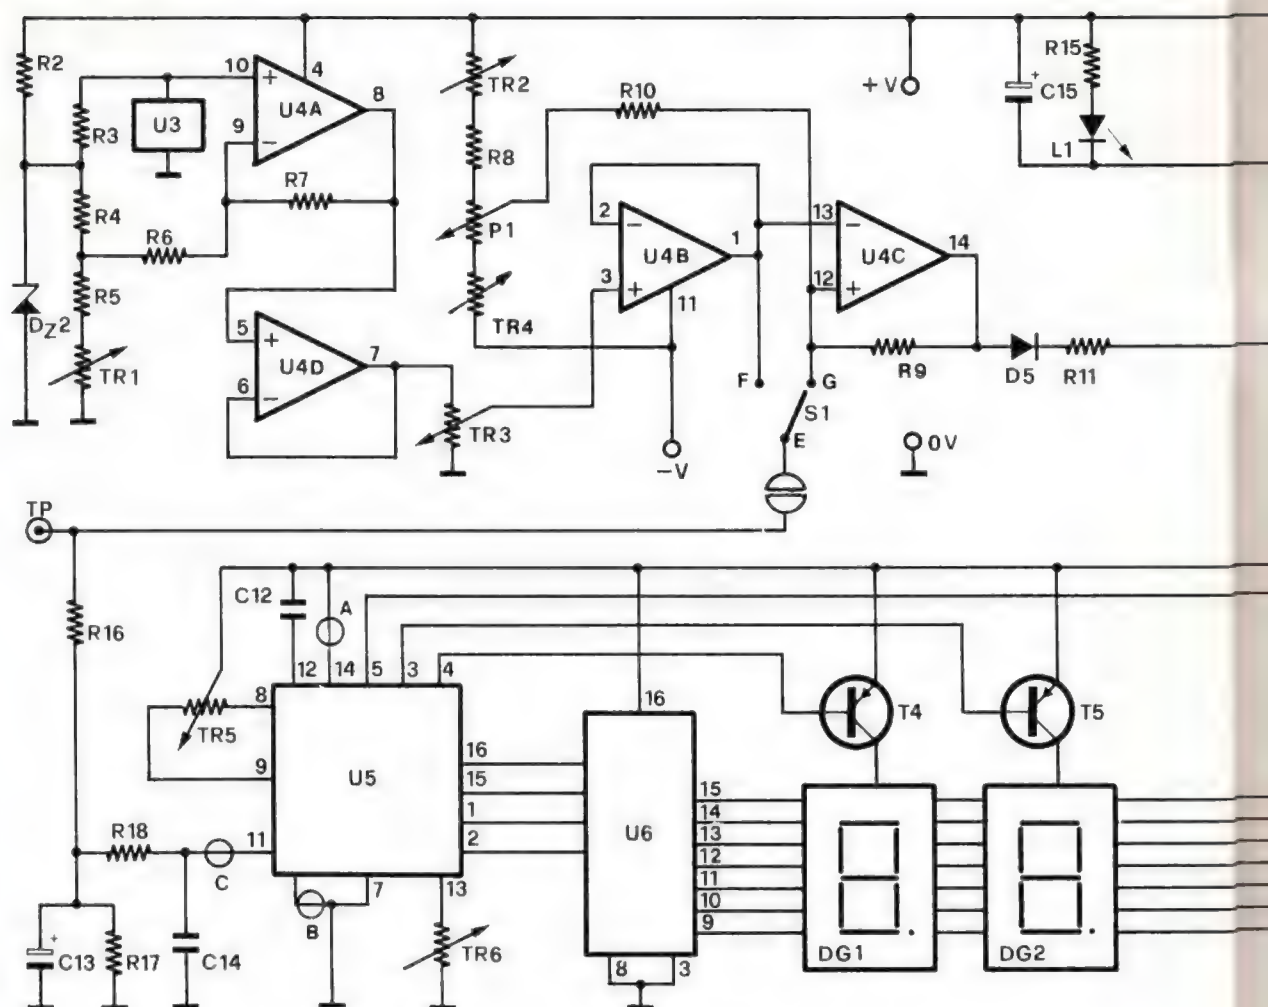 R2
10
+
4
U4A
8
TR2
R10
+V
R15
+
C15
R3
U3
9
−
R8
L1
R7
R4
2
−
13
−
P1
R6
U4B
1
U4C
14
3
+
12
+
R5
11
DZ2
5
+
TR4
U4D
7
TR1
F
G
R9
D5
R11
6
−
S1
TR3
E
0V
−V
TP
C12
A
R16
12
14
5
3
4
8
16
T4
T5
TR5
16
9
U5
15
15
1
14
U6
R18
11
2
13
12
C
13
11
7
10
B
9
+
C13
R17
C14
TR6
8
3
DG1
DG2